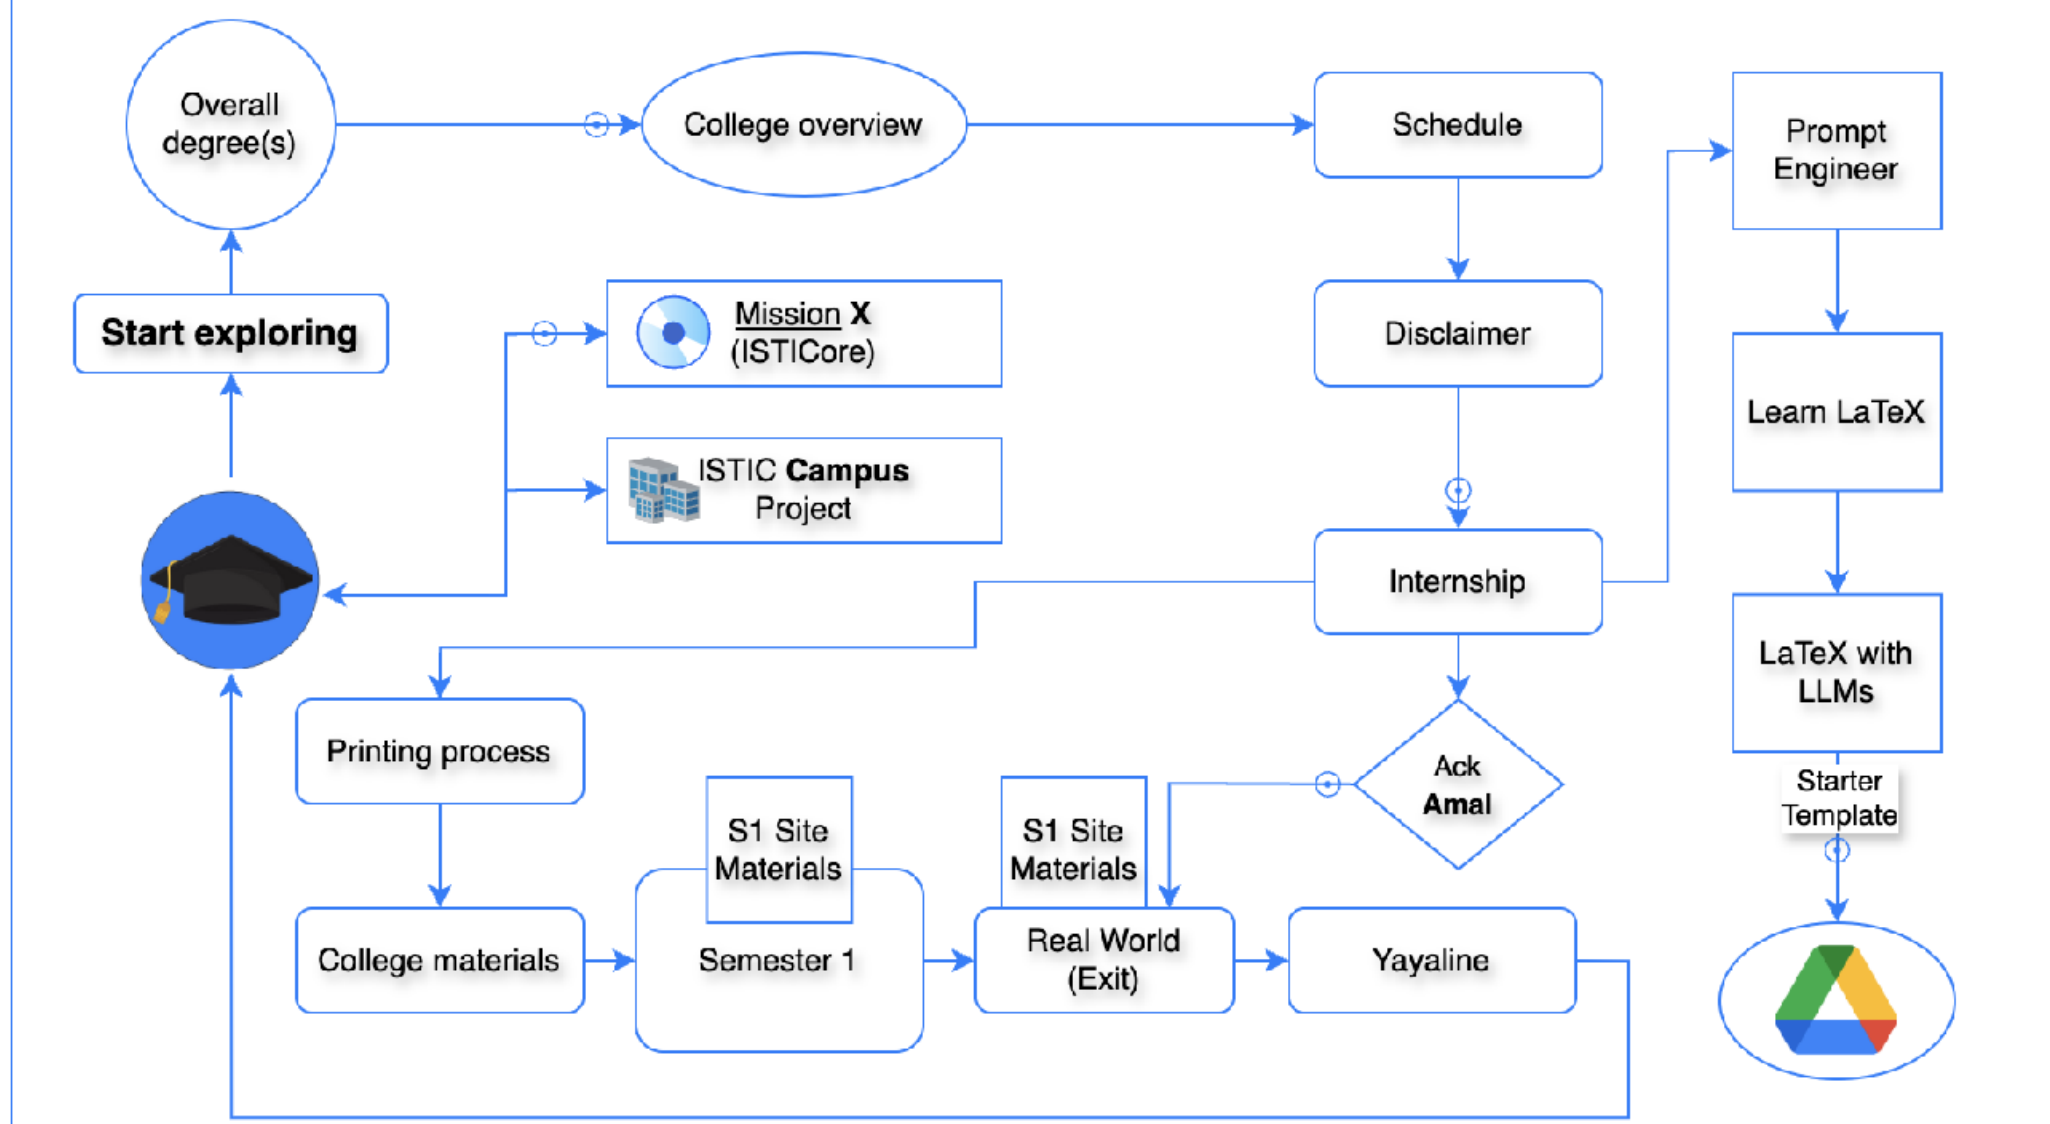 Overall
degree(s)
College overview
Schedule
Prompt
Engineer
Start exploring
Mission X
(ISTICore)
Disclaimer
Learn LaTeX
ISTIC Campus
Project
Internship
LaTeX with
LLMs
Printing process
Ack
Amal
Starter
Template
S1 Site
Materials
S1 Site
Materials
College materials
Semester 1
Real World
(Exit)
Yayaline